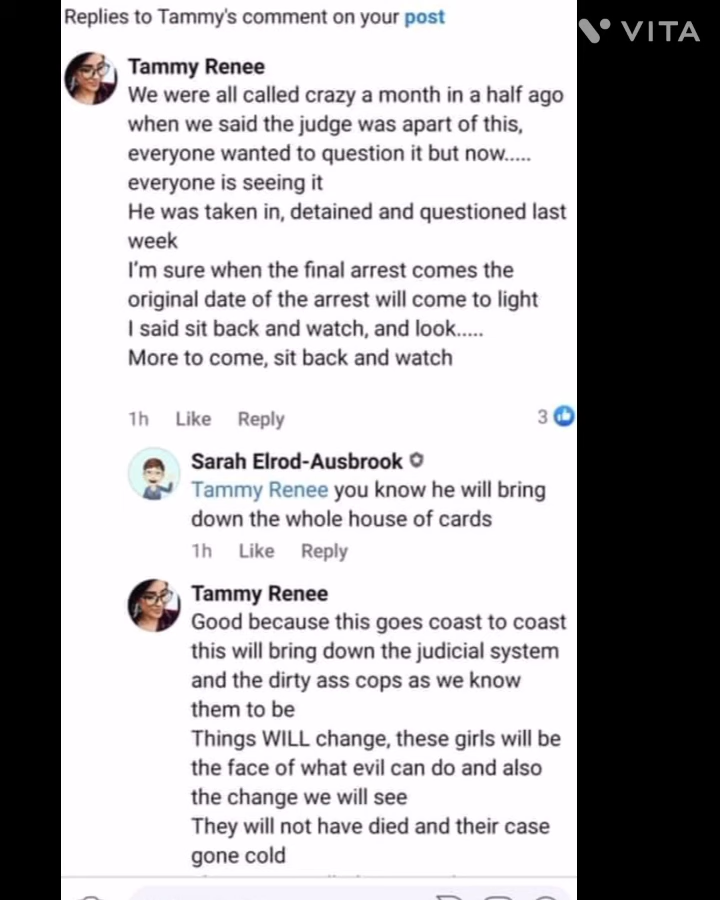 Replies to Tammy's comment on your post
VITA
Tammy Renee
We were all called crazy a month in a half ago
when we said the judge was apart of this,
everyone wanted to question it but now.....
everyone is seeing it
He was taken in, detained and questioned last
week
I'm sure when the final arrest comes the
original date of the arrest will come to light
I said sit back and watch, and look.....
More to come, sit back and watch
1h Like Reply 3
Sarah Elrod-Ausbrook
Tammy Renee you know he will bring
down the whole house of cards
1h Like Reply
Tammy Renee
Good because this goes coast to coast
this will bring down the judicial system
and the dirty ass cops as we know
them to be
Things WILL change, these girls will be
the face of what evil can do and also
the change we will see
They will not have died and their case
gone cold